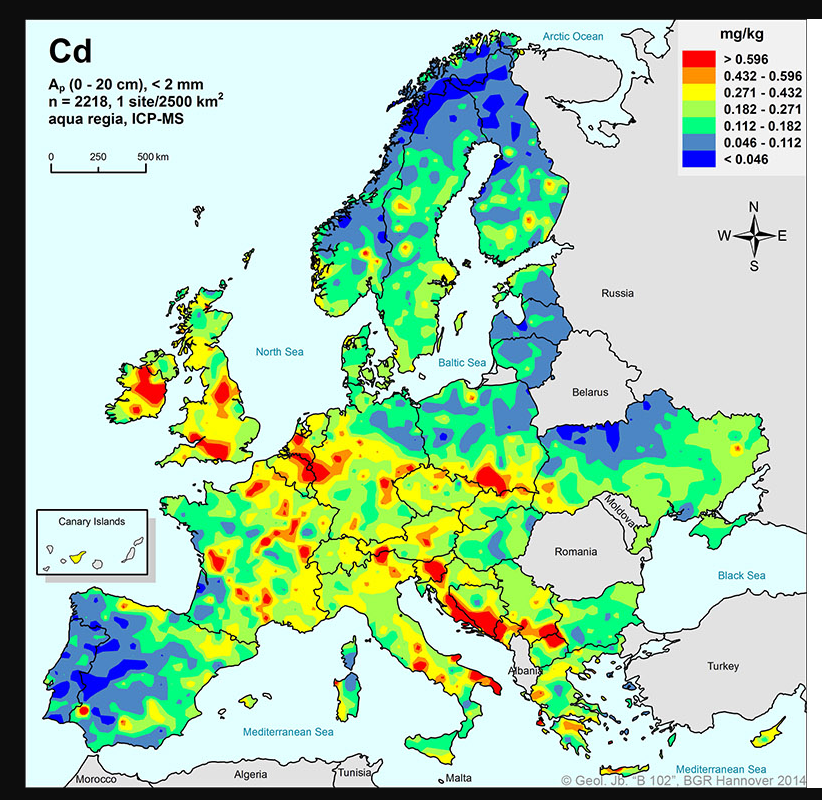 Cd
Ap (0 - 20 cm), < 2 mm
n = 2218, 1 site/2500 km²
aqua regia, ICP-MS
0 250 500 km
mg/kg
> 0.596
0.432 - 0.596
0.271 - 0.432
0.182 - 0.271
0.112 - 0.182
0.046 - 0.112
< 0.046
Arctic Ocean
N
W E
S
Russia
North Sea
Baltic Sea
Belarus
Canary Islands
Moldova
Romania
Black Sea
Albania
Turkey
Mediterranean Sea
Mediterranean Sea
Morocco
Algeria
Tunisia
Malta
© Geol. Jb. "B 102", BGR Hannover 2014